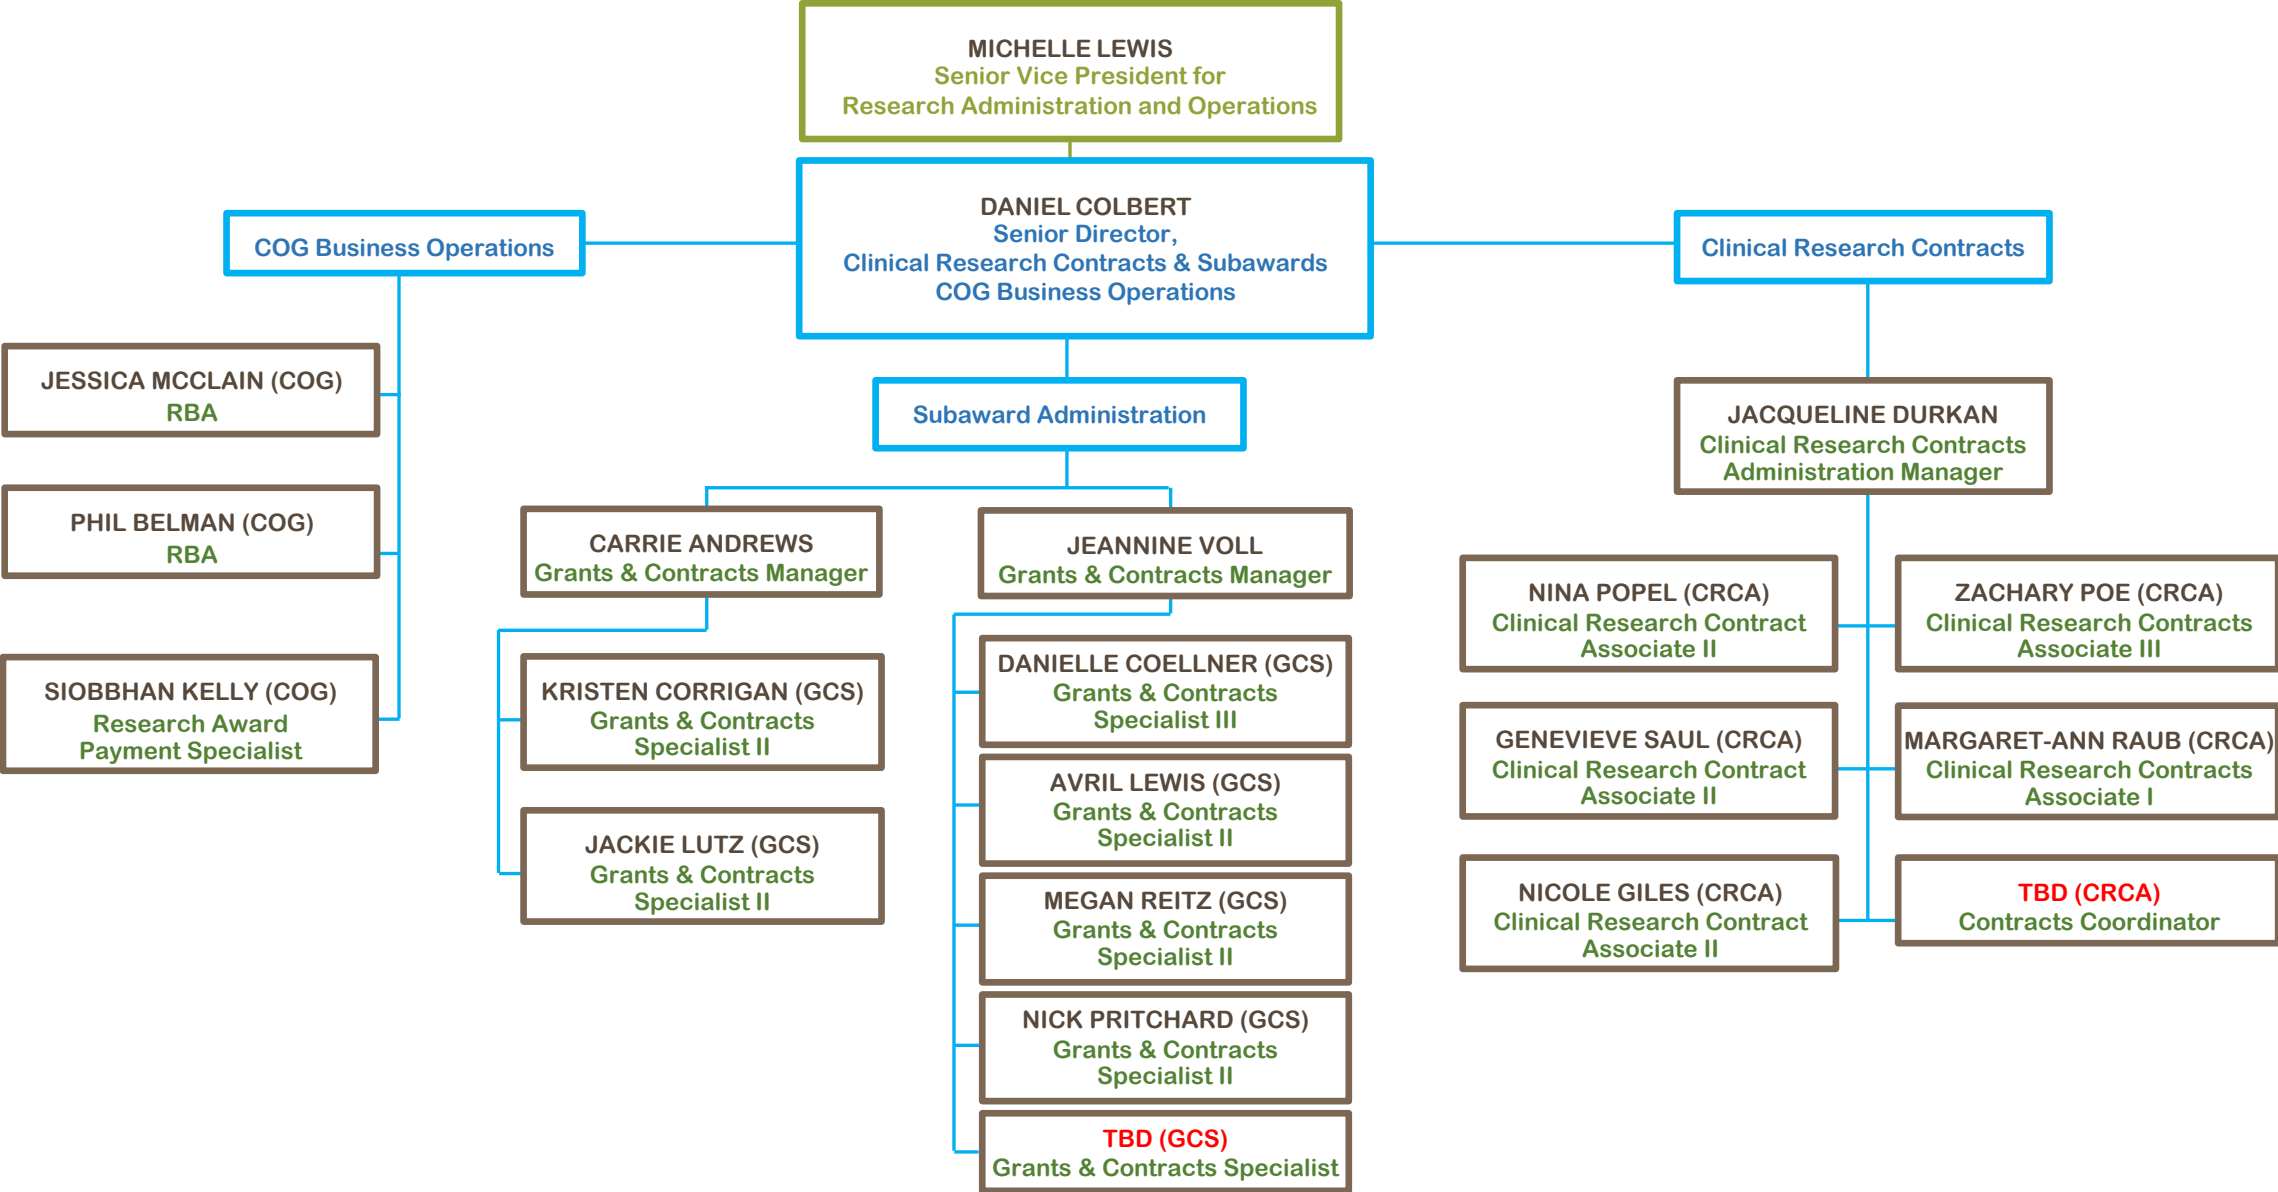 MICHELLE LEWIS
Senior Vice President for
Research Administration and Operations
DANIEL COLBERT
Senior Director,
Clinical Research Contracts & Subawards
COG Business Operations
COG Business Operations
JESSICA MCCLAIN (COG)
RBA
PHIL BELMAN (COG)
RBA
SIOBBHAN KELLY (COG)
Research Award
Payment Specialist
Subaward Administration
CARRIE ANDREWS
Grants & Contracts Manager
KRISTEN CORRIGAN (GCS)
Grants & Contracts
Specialist II
JACKIE LUTZ (GCS)
Grants & Contracts
Specialist II
JEANNINE VOLL
Grants & Contracts Manager
DANIELLE COELLNER (GCS)
Grants & Contracts
Specialist III
AVRIL LEWIS (GCS)
Grants & Contracts
Specialist II
MEGAN REITZ (GCS)
Grants & Contracts
Specialist II
NICK PRITCHARD (GCS)
Grants & Contracts
Specialist II
TBD (GCS)
Grants & Contracts Specialist
Clinical Research Contracts
JACQUELINE DURKAN
Clinical Research Contracts
Administration Manager
NINA POPEL (CRCA)
Clinical Research Contract
Associate II
ZACHARY POE (CRCA)
Clinical Research Contracts
Associate III
GENEVIEVE SAUL (CRCA)
Clinical Research Contract
Associate II
MARGARET-ANN RAUB (CRCA)
Clinical Research Contracts
Associate I
NICOLE GILES (CRCA)
Clinical Research Contract
Associate II
TBD (CRCA)
Contracts Coordinator